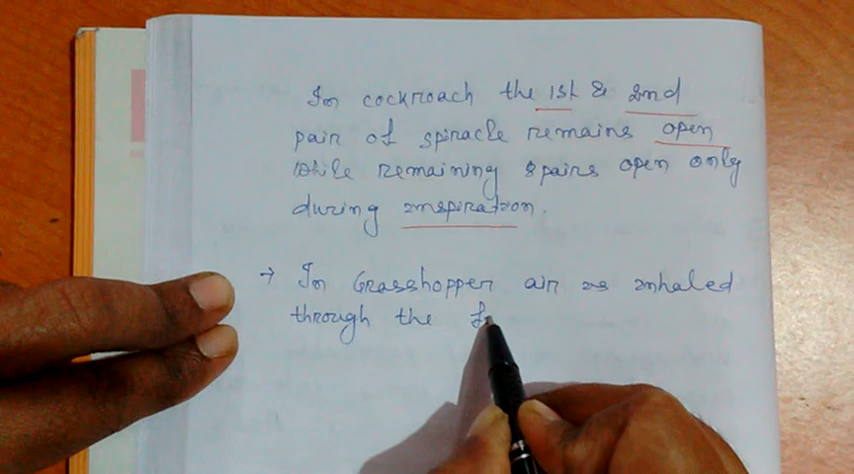 In cockroach the 1st & 2nd
pair of spiracle remains open
While remaining 8 pairs open only
during inspiration.
→ In Grasshopper air is inhaled
through the